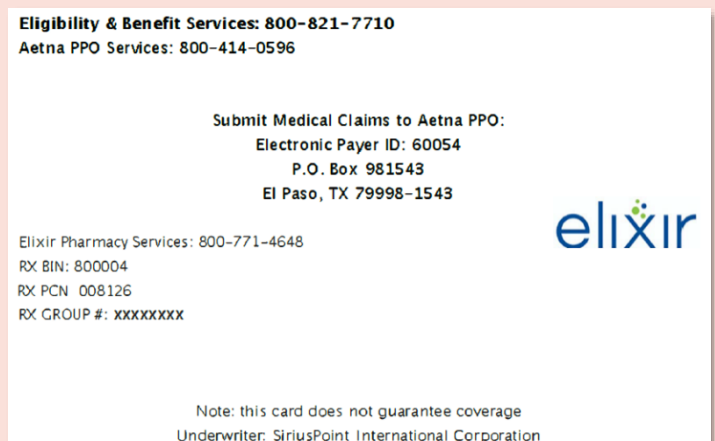 Eligibility & Benefit Services: 800-821-7710
Aetna PPO Services: 800-414-0596
Submit Medical Claims to Aetna PPO:
Electronic Payer ID: 60054
P.O. Box 981543
El Paso, TX 79998-1543
elixir
Elixir Pharmacy Services: 800-771-4648
RX BIN: 800004
RX PCN 008126
RX GROUP #: XXXXXXXX
Note: this card does not guarantee coverage
Underwriter: SiriusPoint International Corporation